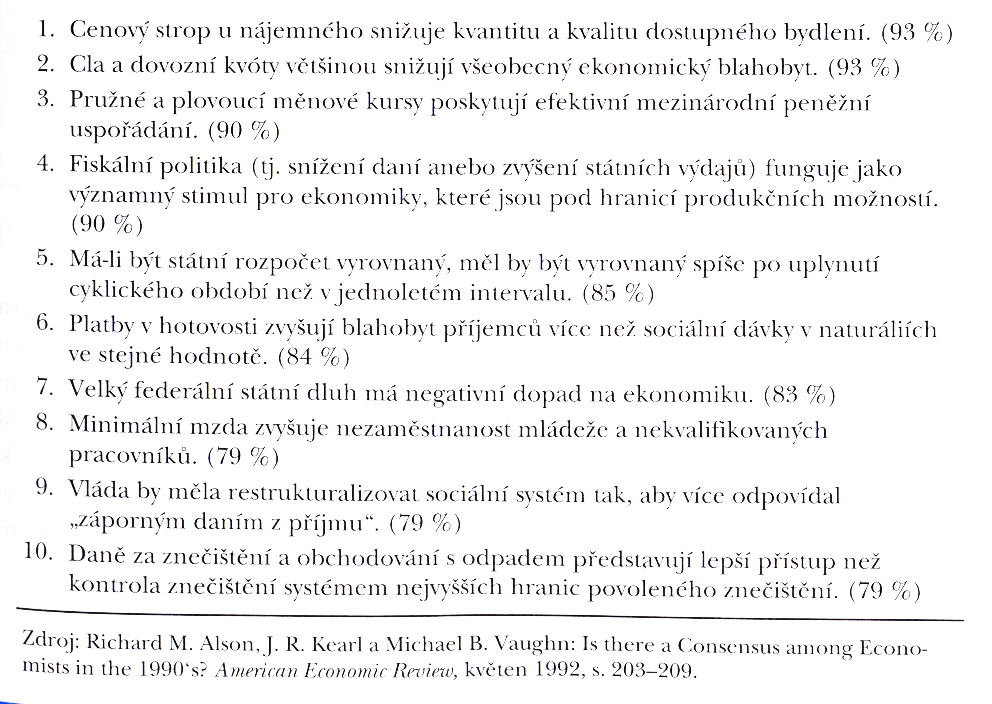 1. Cenový strop u nájemného snižuje kvantitu a kvalitu dostupného bydlení. (93 %)
2. Cla a dovozní kvóty většinou snižují všeobecný ekonomický blahobyt. (93 %)
3. Pružné a plovoucí měnové kursy poskytují efektivní mezinárodní peněžní
uspořádání. (90 %)
4. Fiskální politika (tj. snížení daní anebo zvýšení státních výdajů) funguje jako
významný stimul pro ekonomiky, které jsou pod hranicí produkčních možností.
(90 %)
5. Má-li být státní rozpočet vyrovnaný, měl by být vyrovnaný spíše po uplynutí
cyklického období než v jednoletém intervalu. (85 %)
6. Platby v hotovosti zvyšují blahobyt příjemců více než sociální dávky v naturáliích
ve stejné hodnotě. (84 %)
7. Velký federální státní dluh má negativní dopad na ekonomiku. (83 %)
8. Minimální mzda zvyšuje nezaměstnanost mládeže a nekvalifikovaných
pracovníků. (79 %)
9. Vláda by měla restrukturalizovat sociální systém tak, aby více odpovídal
„záporným daním z příjmu“. (79 %)
10. Daně za znečištění a obchodování s odpadem představují lepší přístup než
kontrola znečištění systémem nejvyšších hranic povoleného znečištění. (79 %)
Zdroj: Richard M. Alson, J. R. Kearl a Michael B. Vaughn: Is there a Consensus among Econo-
mists in the 1990‘s? American Economic Review, květen 1992, s. 203–209.